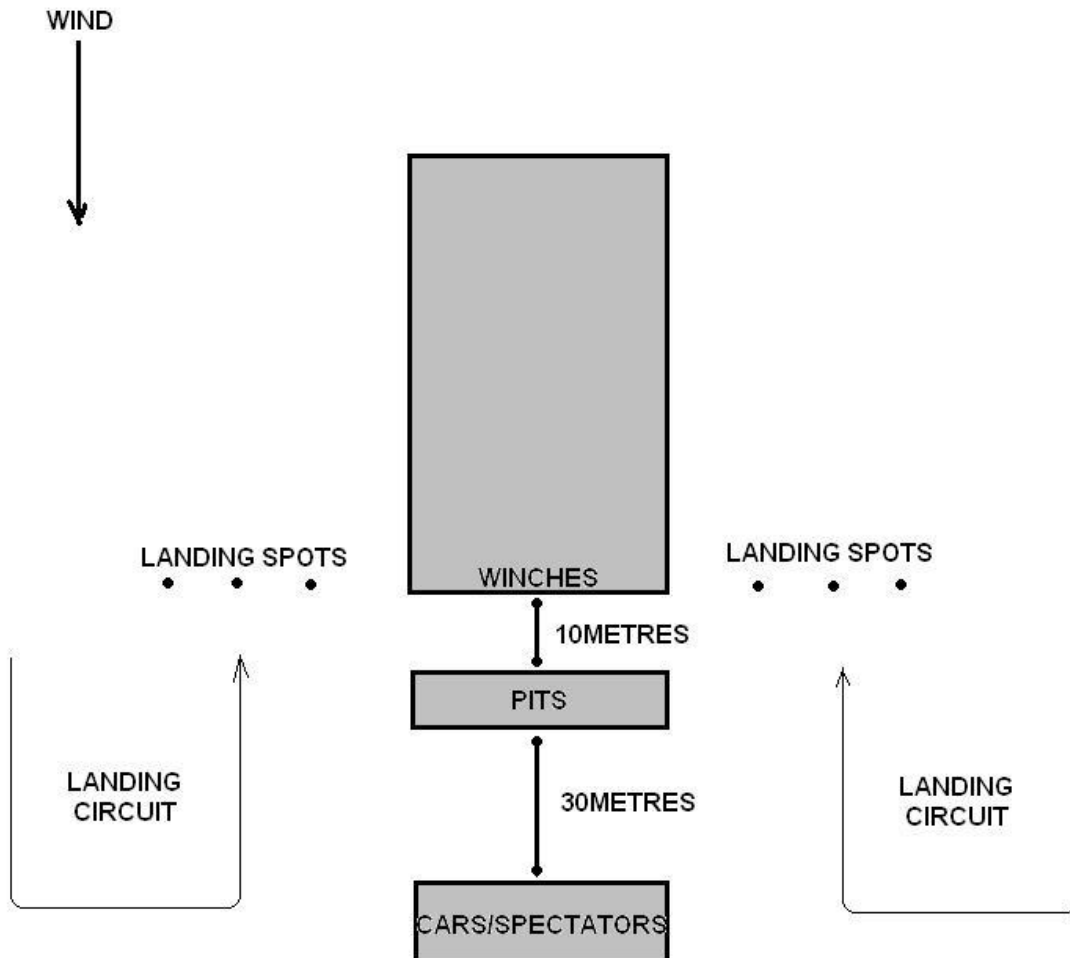 WIND
LANDING SPOTS
LANDING SPOTS
WINCHES
10METRES
PITS
LANDING
CIRCUIT
30METRES
LANDING
CIRCUIT
CARS/SPECTATORS